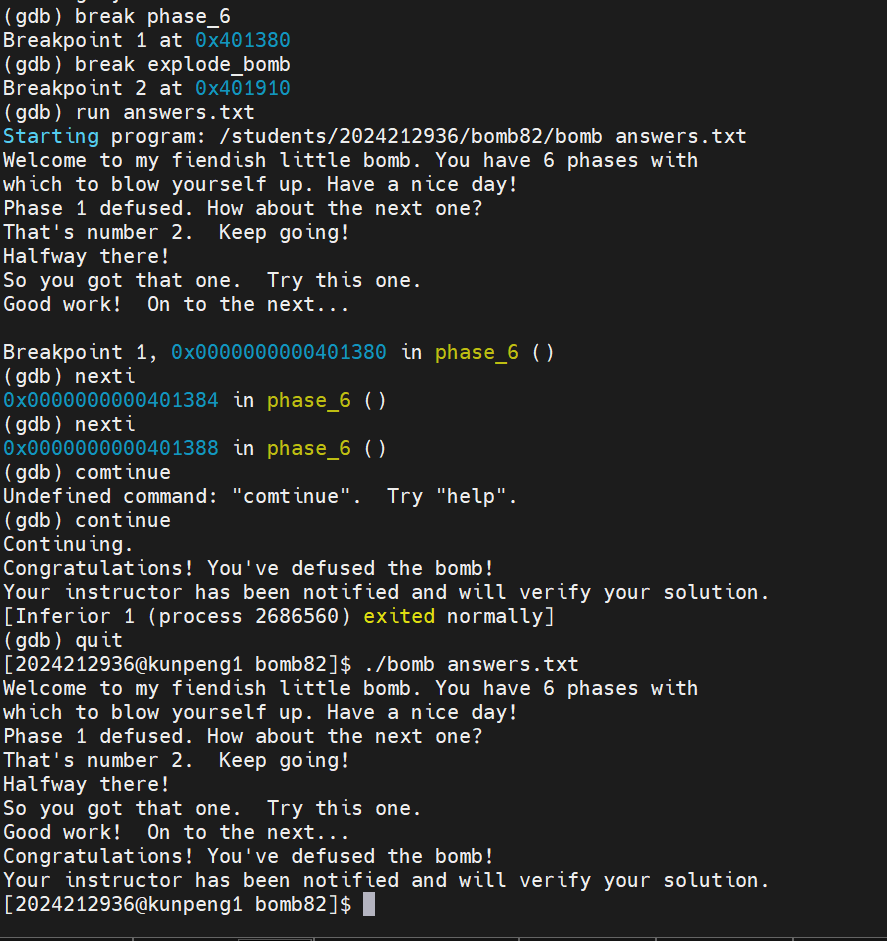 (gdb) break phase_6
Breakpoint 1 at 0x401380
(gdb) break explode_bomb
Breakpoint 2 at 0x401910
(gdb) run answers.txt
Starting program: /students/2024212936/bomb82/bomb answers.txt
Welcome to my fiendish little bomb. You have 6 phases with
which to blow yourself up. Have a nice day!
Phase 1 defused. How about the next one?
That's number 2.  Keep going!
Halfway there!
So you got that one.  Try this one.
Good work!  On to the next...

Breakpoint 1, 0x0000000000401380 in phase_6 ()
(gdb) nexti
0x0000000000401384 in phase_6 ()
(gdb) nexti
0x0000000000401388 in phase_6 ()
(gdb) comtinue
Undefined command: "comtinue".  Try "help".
(gdb) continue
Continuing.
Congratulations! You've defused the bomb!
Your instructor has been notified and will verify your solution.
[Inferior 1 (process 2686560) exited normally]
(gdb) quit
[2024212936@kunpeng1 bomb82]$ ./bomb answers.txt
Welcome to my fiendish little bomb. You have 6 phases with
which to blow yourself up. Have a nice day!
Phase 1 defused. How about the next one?
That's number 2.  Keep going!
Halfway there!
So you got that one.  Try this one.
Good work!  On to the next...
Congratulations! You've defused the bomb!
Your instructor has been notified and will verify your solution.
[2024212936@kunpeng1 bomb82]$